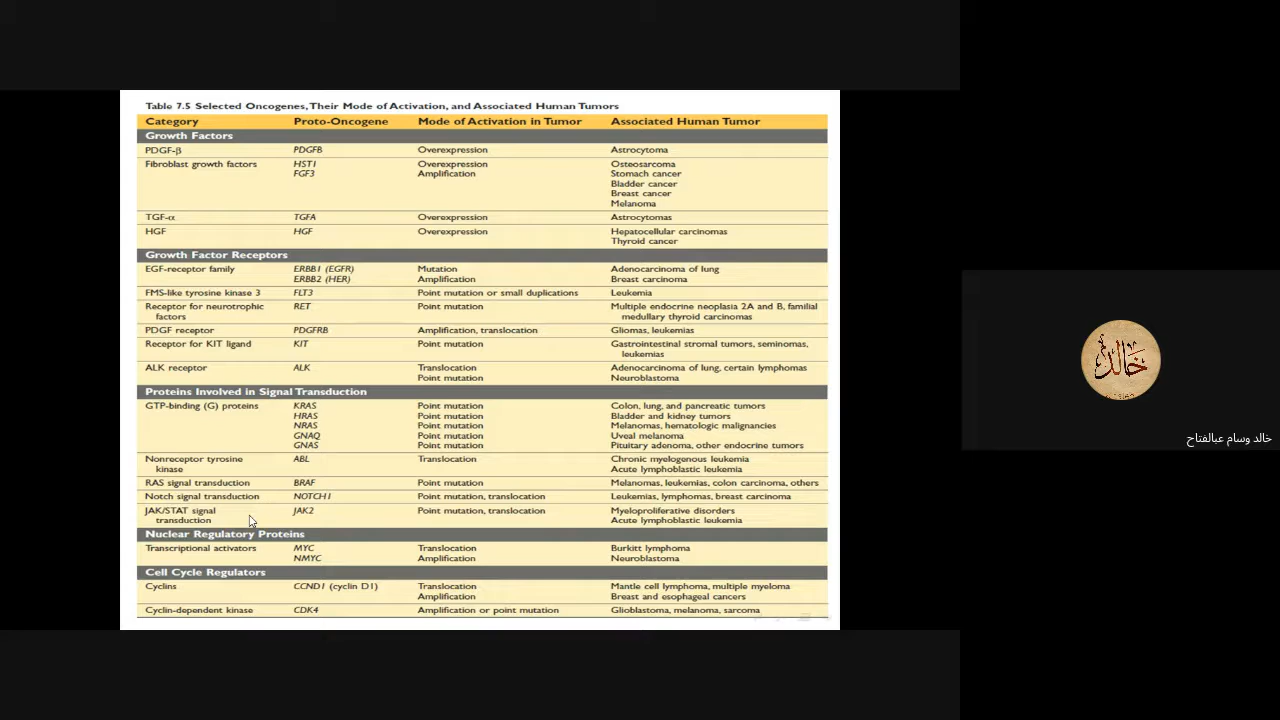 Table 7.5 Selected Oncogenes, Their Mode of Activation, and Associated Human Tumors
Category Proto-Oncogene Mode of Activation in Tumor Associated Human Tumor
Growth Factors
PDGF-β PDGFB Overexpression Astrocytoma
Fibroblast growth factors HST1 Overexpression Osteosarcoma
FGF3 Amplification Stomach cancer
Bladder cancer
Breast cancer
Melanoma
TGF-α TGFA Overexpression Astrocytomas
HGF HGF Overexpression Hepatocellular carcinomas
Thyroid cancer
Growth Factor Receptors
EGF-receptor family ERBB1 (EGFR) Mutation Adenocarcinoma of lung
ERBB2 (HER) Amplification Breast carcinoma
FMS-like tyrosine kinase 3 FLT3 Point mutation or small duplications Leukemia
Receptor for neurotrophic RET Point mutation Multiple endocrine neoplasia 2A and B, familial
factors medullary thyroid carcinomas
PDGF receptor PDGFRB Amplification, translocation Gliomas, leukemias
Receptor for KIT ligand KIT Point mutation Gastrointestinal stromal tumors, seminomas,
leukemias
ALK receptor ALK Translocation Adenocarcinoma of lung, certain lymphomas
Point mutation Neuroblastoma
Proteins Involved in Signal Transduction
GTP-binding (G) proteins KRAS Point mutation Colon, lung, and pancreatic tumors
HRAS Point mutation Bladder and kidney tumors
NRAS Point mutation Melanomas, hematologic malignancies
GNAQ Point mutation Uveal melanoma
GNAS Point mutation Pituitary adenoma, other endocrine tumors
Nonreceptor tyrosine ABL Translocation Chronic myelogenous leukemia
kinase Acute lymphoblastic leukemia
RAS signal transduction BRAF Point mutation Melanomas, leukemias, colon carcinoma, others
Notch signal transduction NOTCH1 Point mutation, translocation Leukemias, lymphomas, breast carcinoma
JAK/STAT signal JAK2 Point mutation, translocation Myeloproliferative disorders
transduction Acute lymphoblastic leukemia
Nuclear Regulatory Proteins
Transcriptional activators MYC Translocation Burkitt lymphoma
NMYC Amplification Neuroblastoma
Cell Cycle Regulators
Cyclins CCND1 (cyclin D1) Translocation Mantle cell lymphoma, multiple myeloma
Amplification Breast and esophageal cancers
Cyclin-dependent kinase CDK4 Amplification or point mutation Glioblastoma, melanoma, sarcoma
خالد
خالد وسام عبالفتاح